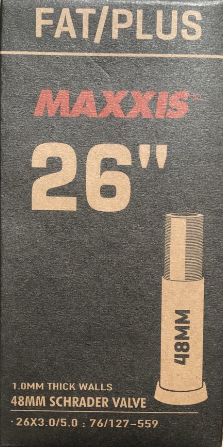 FAT/PLUS
MAXXIS
26"
48MM
1.0MM THICK WALLS
48MM SCHRADER VALVE
·26X3.0/5.0 : 76/127-559